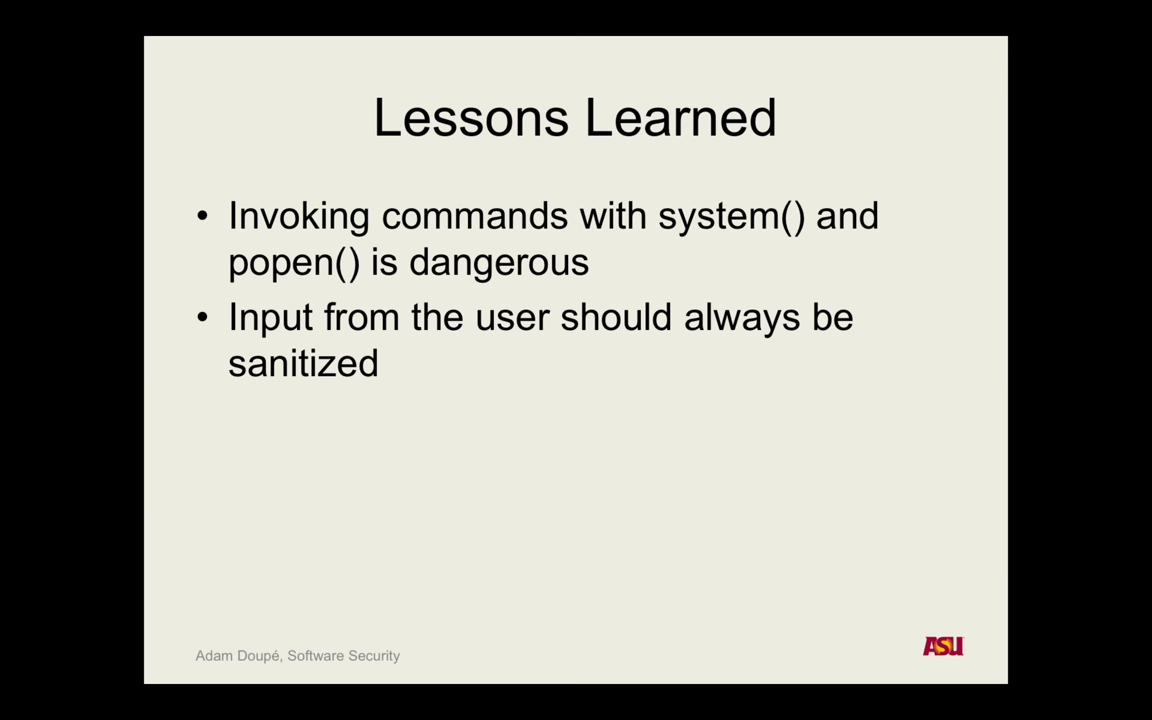 Lessons Learned
• Invoking commands with system() and
popen() is dangerous
• Input from the user should always be
sanitized
Adam Doupé, Software Security
ASU